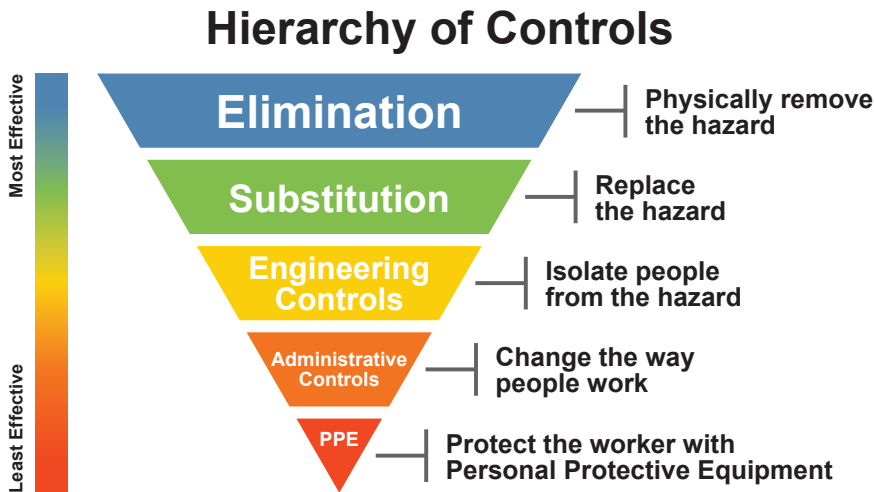 Hierarchy of Controls
Most Effective
Least Effective
Elimination
Physically remove
the hazard
Substitution
Replace
the hazard
Engineering
Controls
Isolate people
from the hazard
Administrative
Controls
Change the way
people work
PPE
Protect the worker with
Personal Protective Equipment